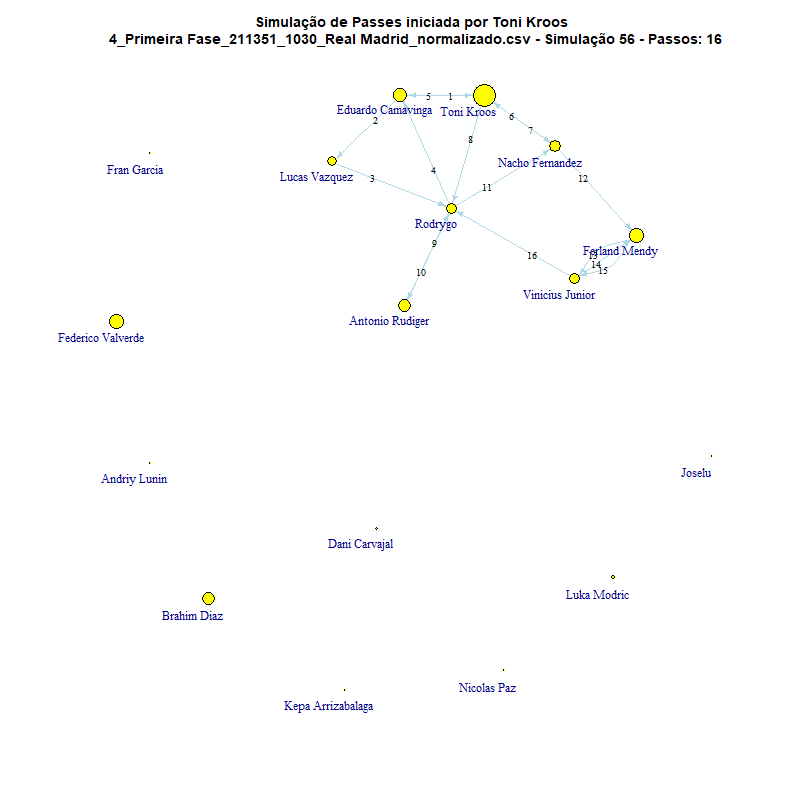 Simulação de Passes iniciada por Toni Kroos
4_Primeira Fase_211351_1030_Real Madrid_normalizado.csv - Simulação 56 - Passos: 16
5 1
Eduardo Camavinga
Toni Kroos
6
2
7
8
Nacho Fernandez
Fran Garcia
4
Lucas Vazquez
3
11
12
Rodrygo
9
Ferland Mendy
13
16
14
15
10
Vinicius Junior
Antonio Rudiger
Federico Valverde
Joselu
Andriy Lunin
Dani Carvajal
Luka Modric
Brahim Diaz
Nicolas Paz
Kepa Arrizabalaga